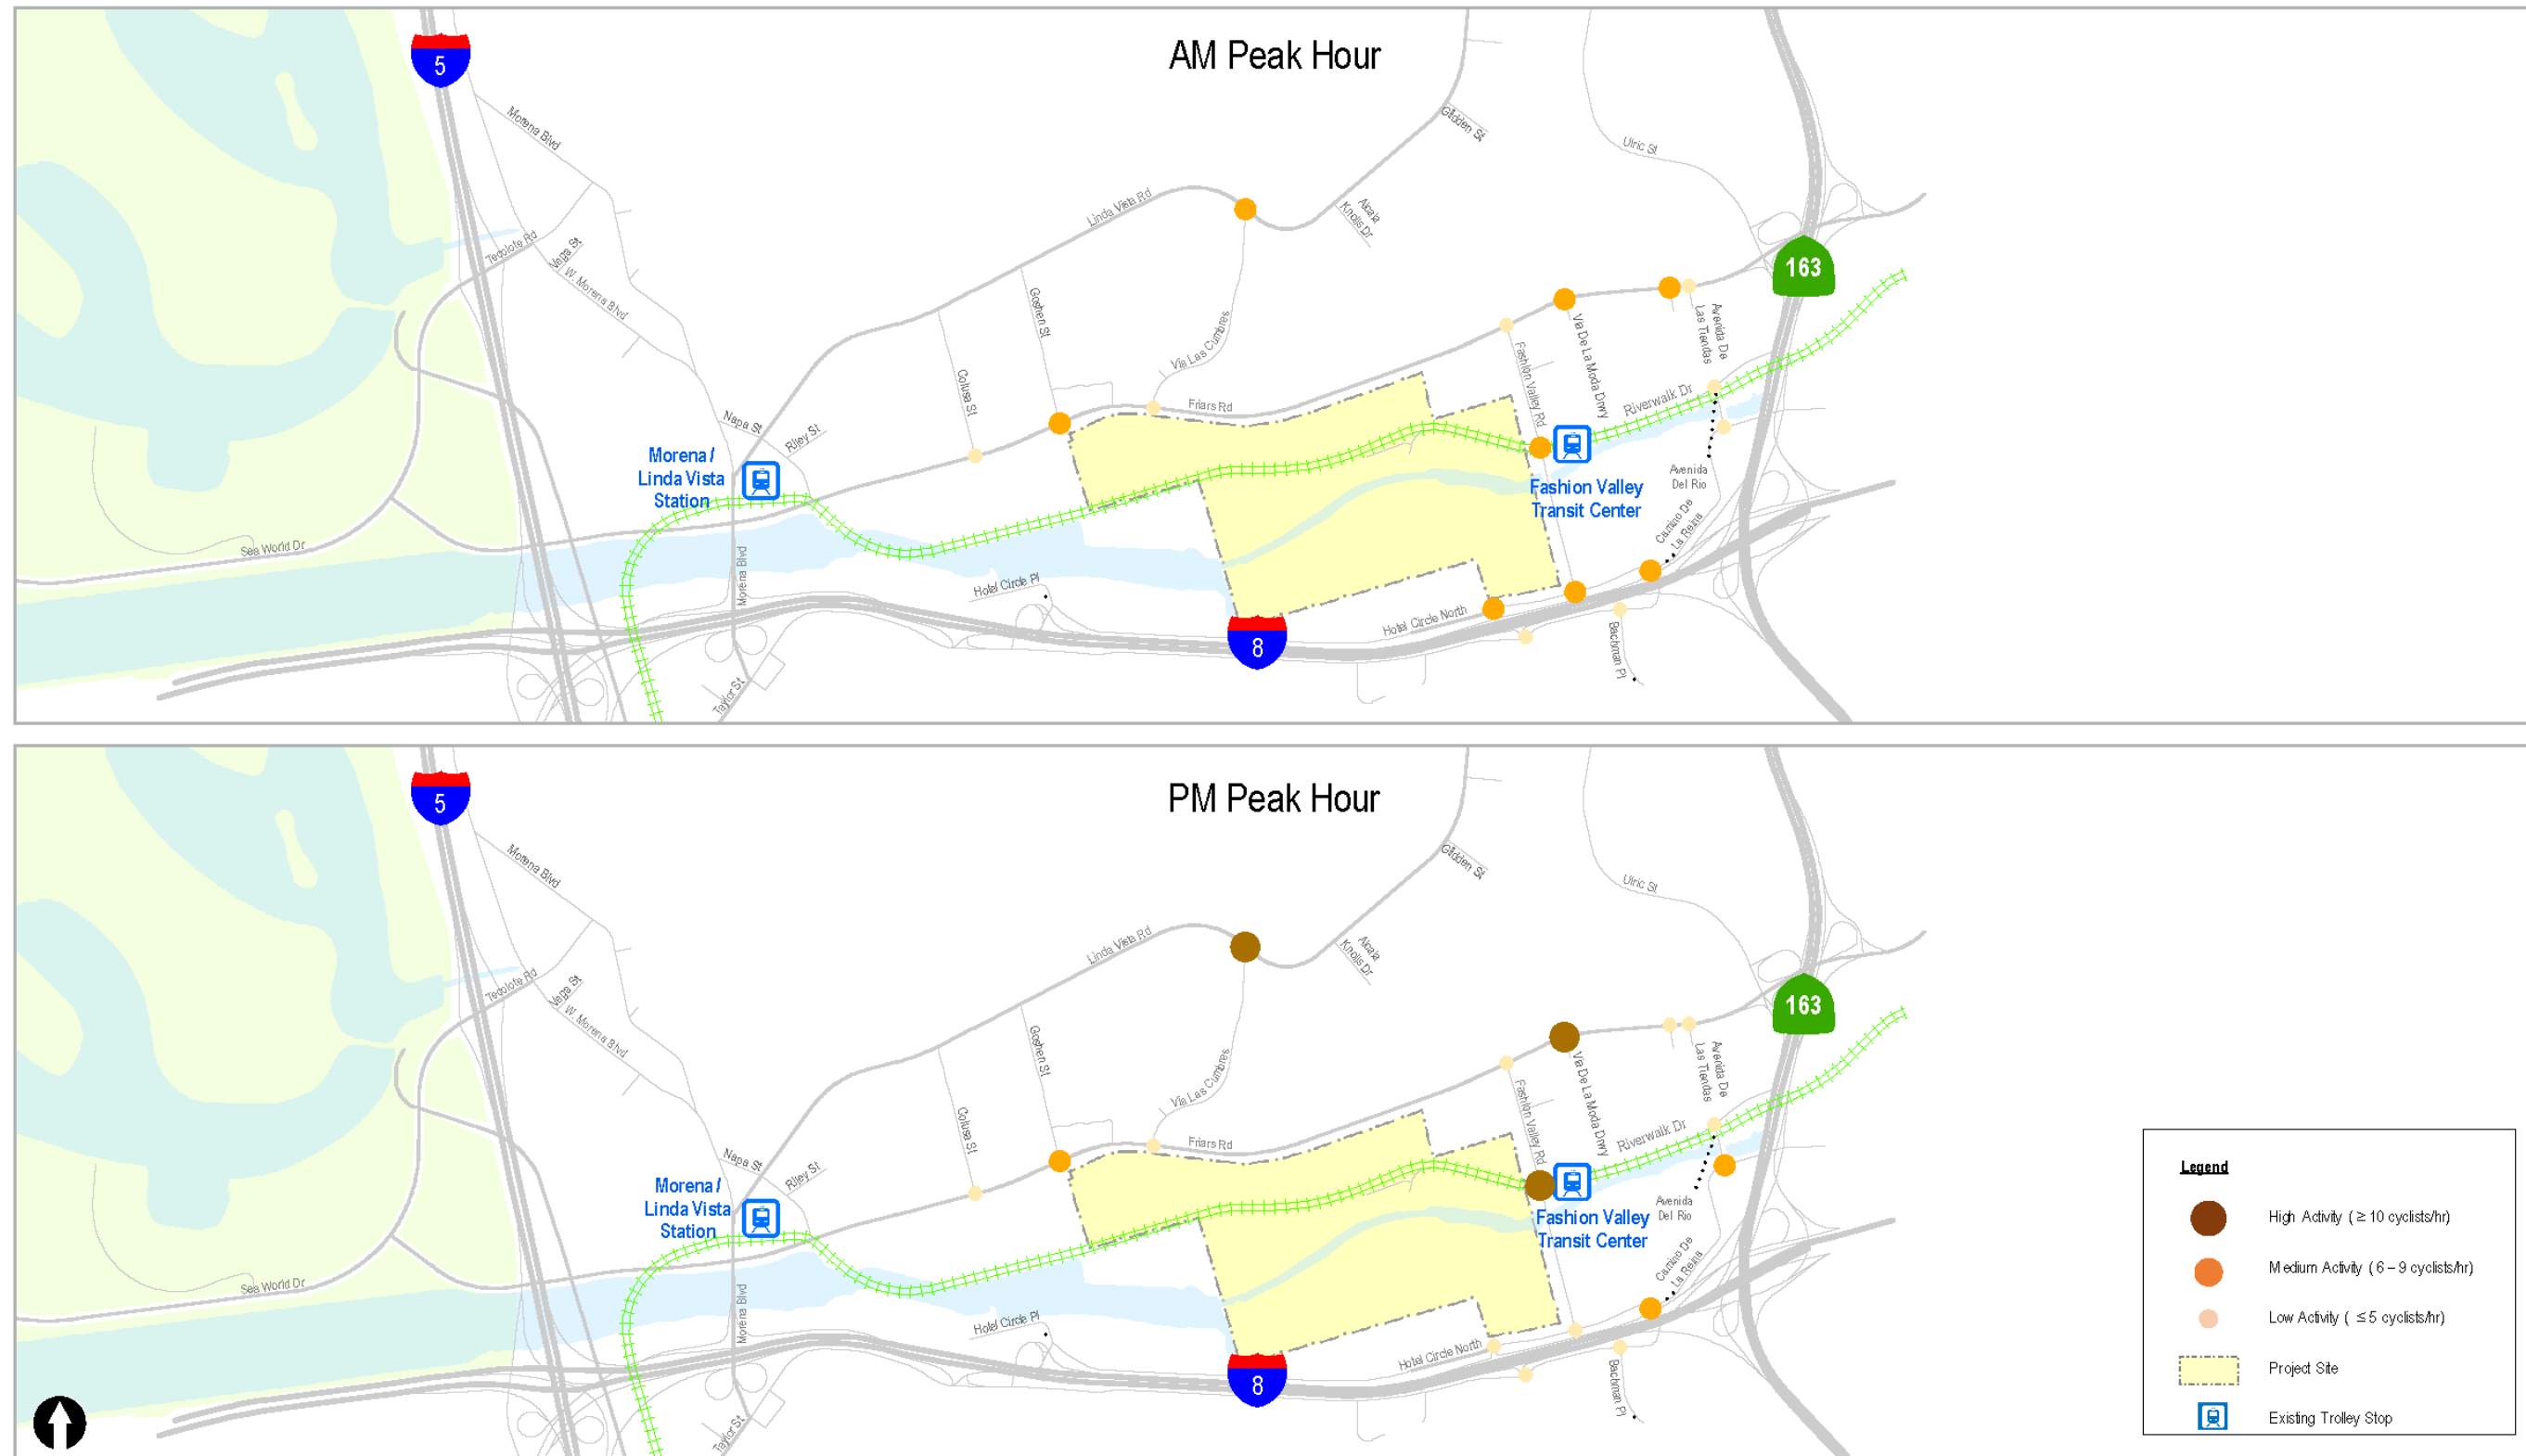 AM Peak Hour
5
Morena Blvd
Glidden St
Ulric St
Linda Vista Rd
Alcala
Knolls Dr
Tecolote Rd
Napa St
W. Morena Blvd
163
Goshen St
Via Las Cumbres
Avenida De
Las Tiendas
Via De La Moda Drwy
Fashion Valley Rd
Colusa St
Friars Rd
Riverwalk Dr
Napa St
Riley St
Morena /
Linda Vista
Station
Fashion Valley
Transit Center
Avenida
Del Rio
Camino De
La Reina
Sea World Dr
Morena Blvd
Hotel Circle Pl
Hotel Circle North
8
Bachman Pl
Taylor St
PM Peak Hour
5
Morena Blvd
Glidden St
Ulric St
Linda Vista Rd
Alcala
Knolls Dr
Tecolote Rd
Napa St
W. Morena Blvd
163
Goshen St
Via Las Cumbres
Avenida De
Las Tiendas
Via De La Moda Drwy
Fashion Valley Rd
Colusa St
Friars Rd
Riverwalk Dr
Napa St
Riley St
Morena /
Linda Vista
Station
Fashion Valley
Transit Center
Avenida
Del Rio
Camino De
La Reina
Sea World Dr
Morena Blvd
Hotel Circle Pl
Hotel Circle North
8
Bachman Pl
Taylor St
Legend
High Activity ( ≥ 10 cyclists/hr)
Medium Activity ( 6 – 9 cyclists/hr)
Low Activity ( ≤ 5 cyclists/hr)
Project Site
Existing Trolley Stop